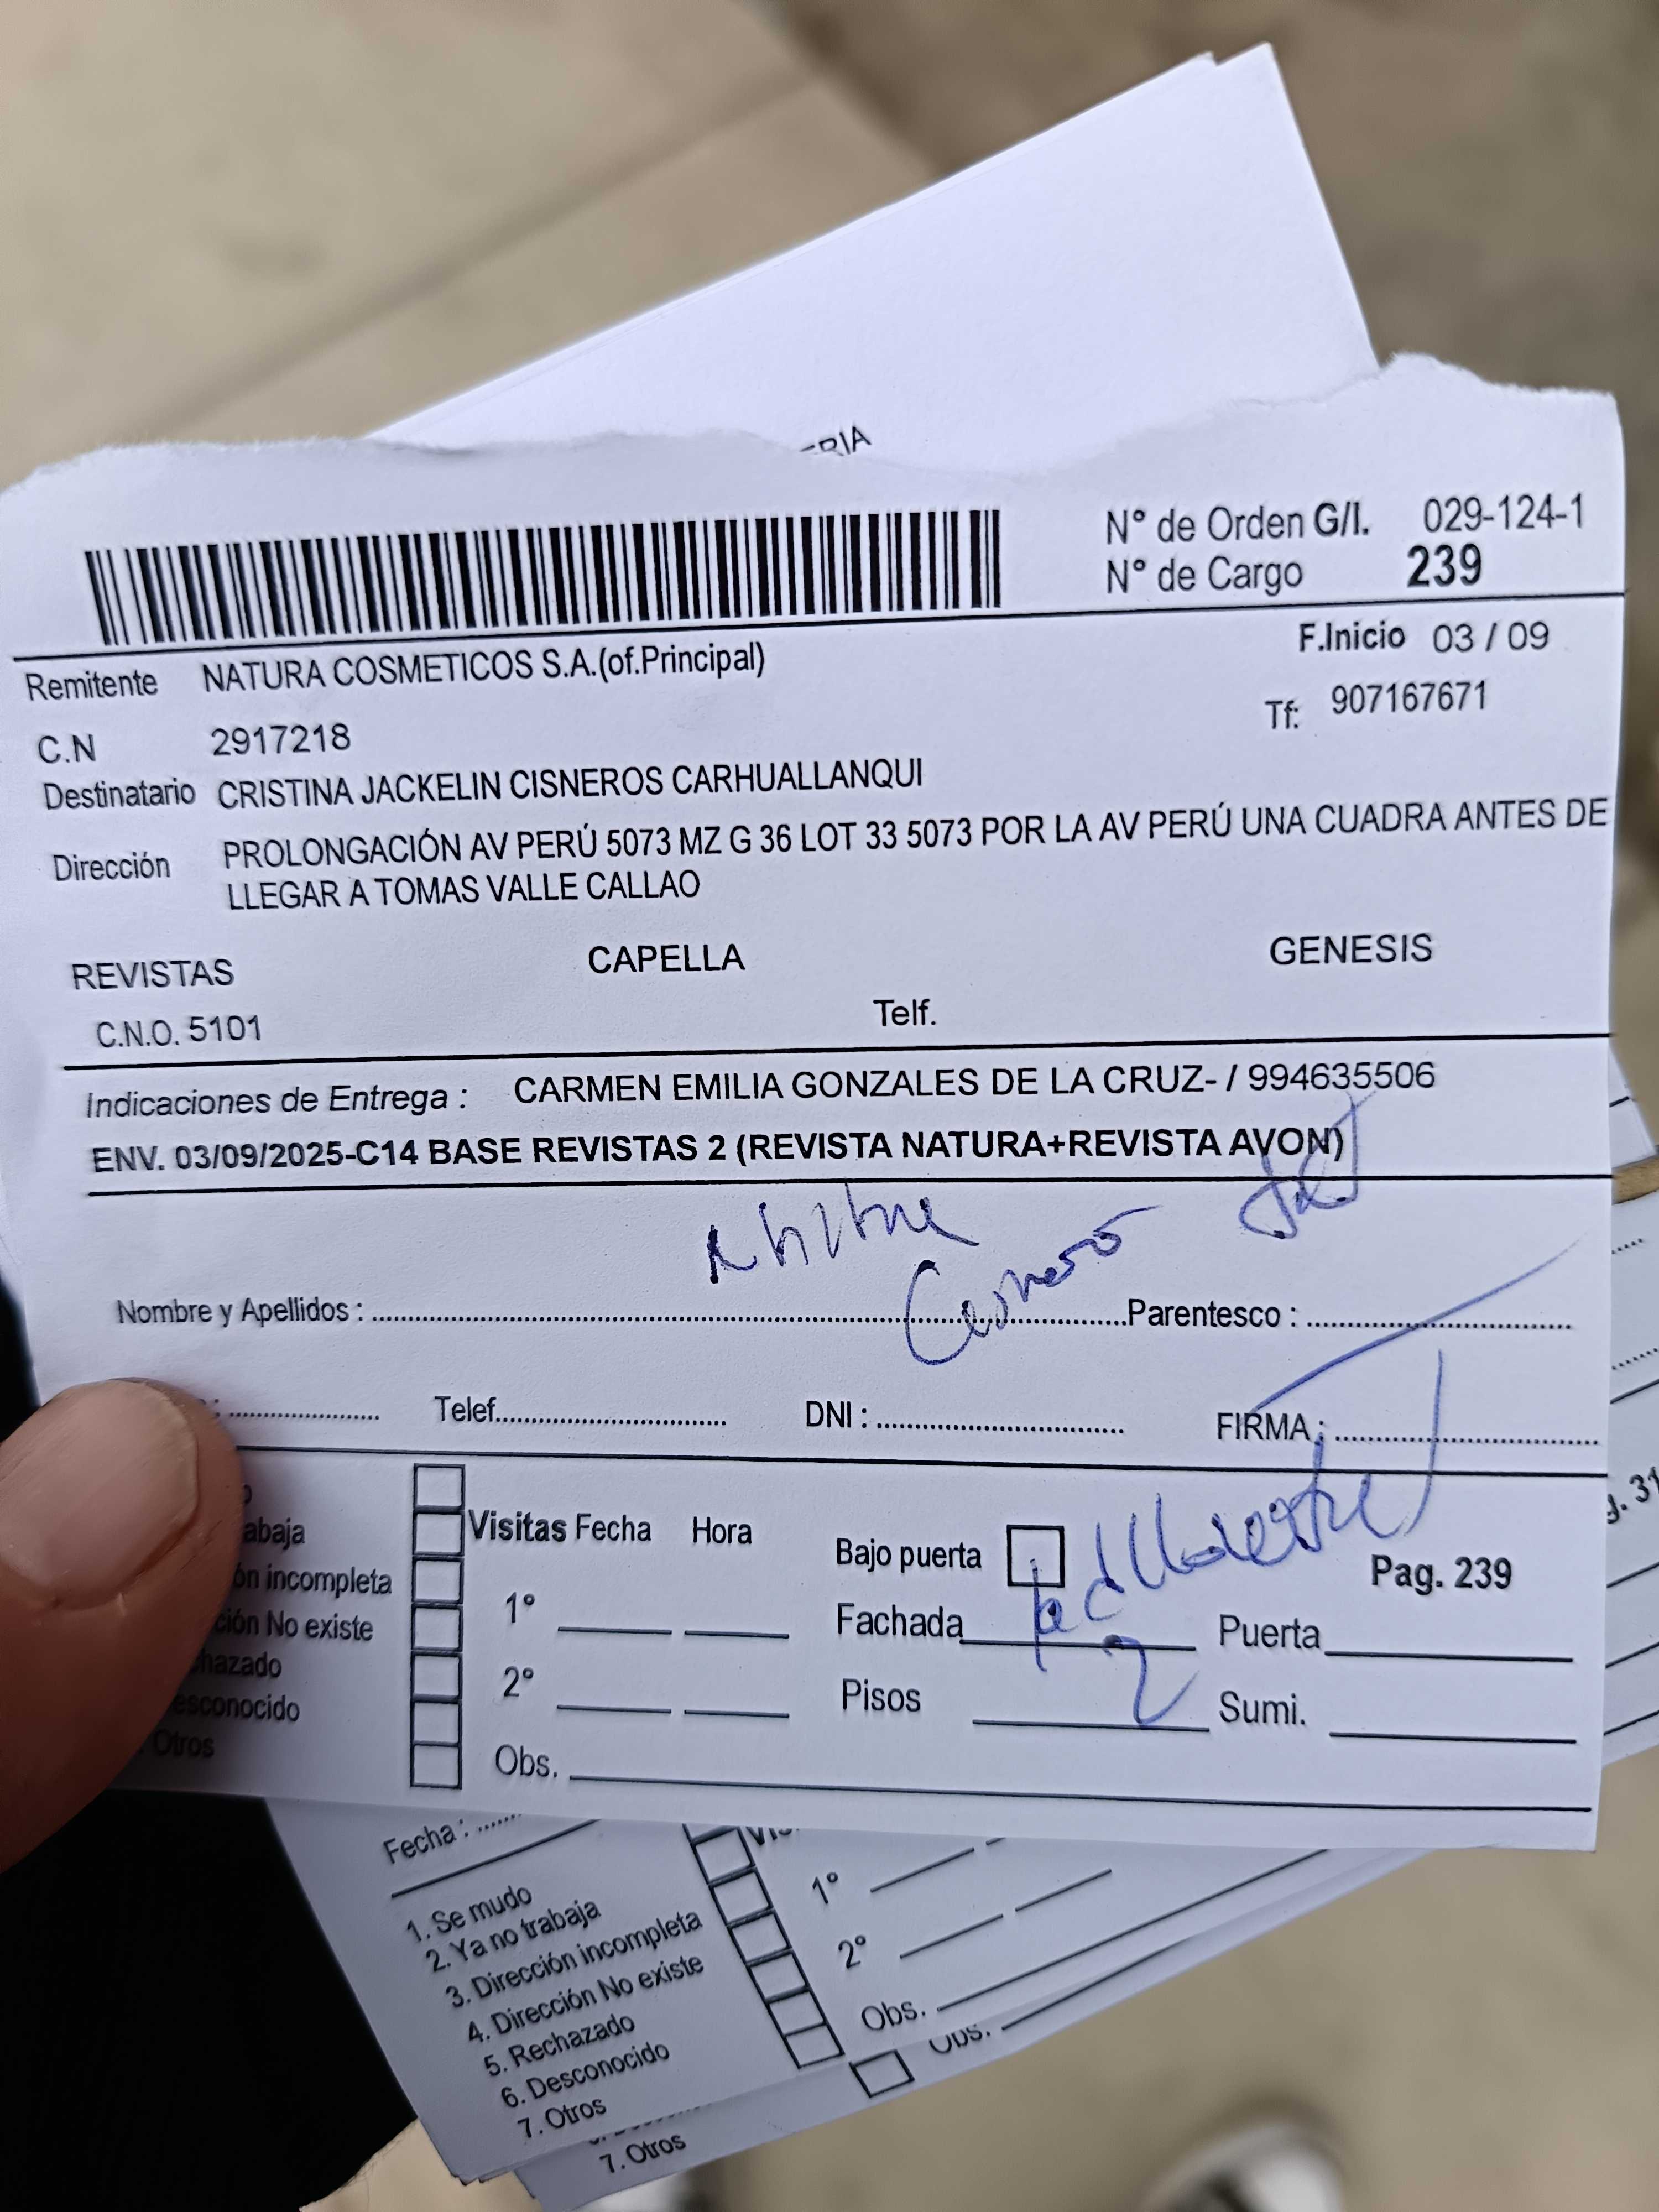 RIA
N° de Orden G/I. 029-124-1
N° de Cargo 239
F.Inicio 03 / 09
Remitente NATURA COSMETICOS S.A.(of.Principal)
Tf: 907167671
C.N 2917218
Destinatario CRISTINA JACKELIN CISNEROS CARHUALLANQUI
Dirección PROLONGACIÓN AV PERÚ 5073 MZ G 36 LOT 33 5073 POR LA AV PERÚ UNA CUADRA ANTES DE
LLEGAR A TOMAS VALLE CALLAO
REVISTAS CAPELLA GENESIS
C.N.O. 5101 Telf.
Indicaciones de Entrega : CARMEN EMILIA GONZALES DE LA CRUZ- / 994635506
ENV. 03/09/2025-C14 BASE REVISTAS 2 (REVISTA NATURA+REVISTA AVON)
Nombre y Apellidos : Parentesco :
Telef. DNI : FIRMA :
abaja
ón incompleta
ción No existe
hazado
esconocido
Otros
Visitas Fecha Hora
1°
2°
Obs.
Bajo puerta
Pag. 239
Fachada Puerta
Pisos 2 Sumi.
Fecha :
1. Se mudo
2. Ya no trabaja
3. Dirección incompleta
4. Dirección No existe
5. Rechazado
6. Desconocido
7. Otros
1°
2°
Obs.
Obs.
7. Otros
g. 31